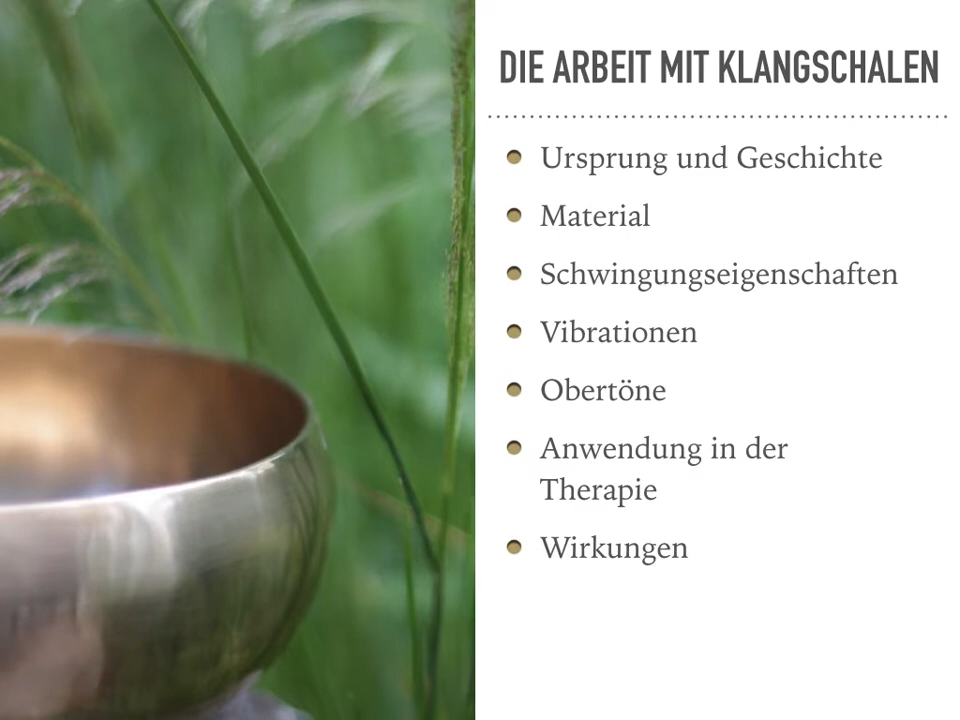 DIE ARBEIT MIT KLANGSCHALEN
Ursprung und Geschichte
Material
Schwingungseigenschaften
Vibrationen
Obertöne
Anwendung in der
Therapie
Wirkungen